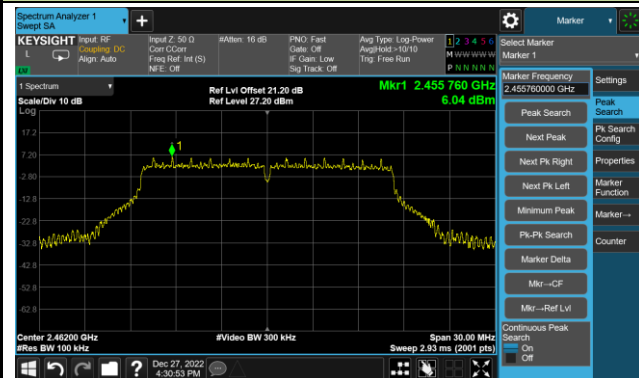 Spectrum Analyzer 1
Swept SA
KEYSIGHT
Input: RF
Coupling: DC
Align: Auto
Input Z: 50 Ω
Corr CCorr
Freq Ref: Int (S)
NFE: Off
#Atten: 16 dB
PNO: Fast
Gate: Off
IF Gain: Low
Sig Track: Off
Avg Type: Log-Power
Avg|Hold:>10/10
Trig: Free Run
1 2 3 4 5 6
M W W W W W
P N N N N N
L
LM
1 Spectrum
Scale/Div 10 dB
Log
Ref Lvl Offset 21.20 dB
Ref Level 27.20 dBm
Mkr1 2.455 760 GHz
6.04 dBm
1
17.2
7.20
-2.80
-12.8
-22.8
-32.8
-42.8
-52.8
-62.8
Center 2.46200 GHz
#Res BW 100 kHz
#Video BW 300 kHz
Span 30.00 MHz
Sweep 2.93 ms (2001 pts)
Dec 27, 2022
4:30:53 PM
Marker
Select Marker
Marker 1
Marker Frequency
2.455760000 GHz
Peak Search
Next Peak
Next Pk Right
Next Pk Left
Minimum Peak
Pk-Pk Search
Marker Delta
Mkr→CF
Mkr→Ref Lvl
Continuous Peak
Search
On
Off
Settings
Peak
Search
Pk Search
Config
Properties
Marker
Function
Marker→
Counter